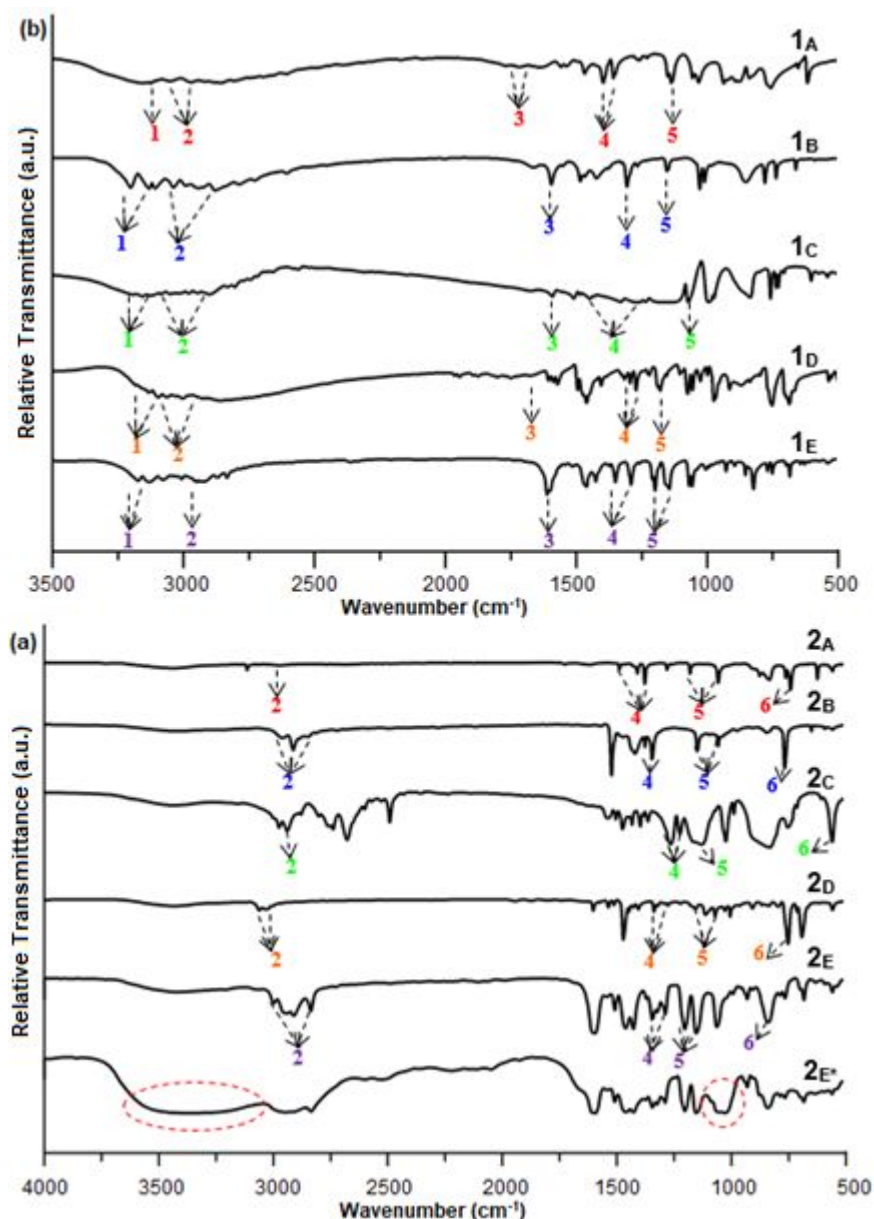 (b)
Relative Transmittance (a.u.)
1A
1 2 3 4 5
1B
1 2 3 4 5
1C
1 2 3 4 5
1D
1 2 3 4 5
1E
1 2 3 4 5
3500 3000 2500 2000 1500 1000 500
Wavenumber (cm⁻¹)
(a)
Relative Transmittance (a.u.)
2A
2 4 5 6
2B
2 4 5 6
2C
2 4 5 6
2D
2 4 5 6
2E
2 4 5 6
2E*
4000 3500 3000 2500 2000 1500 1000 500
Wavenumber (cm⁻¹)